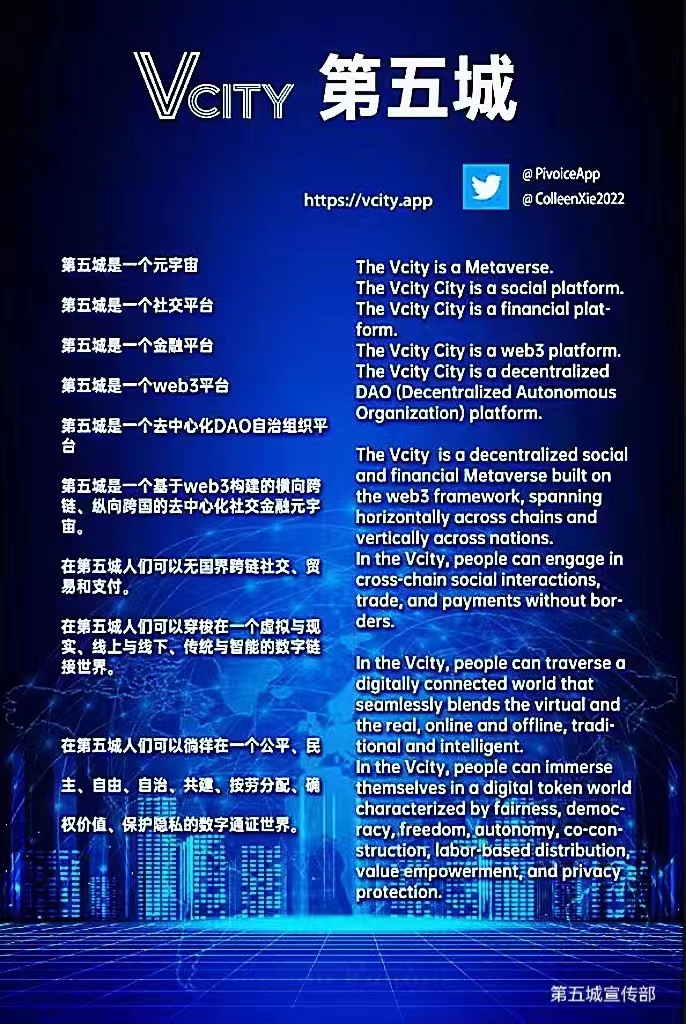 VCITY 第五城
https://vcity.app
@PivoiceApp
@ColleenXie2022
第五城是一个元宇宙
第五城是一个社交平台
第五城是一个金融平台
第五城是一个web3平台
第五城是一个去中心化DAO自治组织平
台
第五城是一个基于web3构建的横向跨
链、纵向跨国的去中心化社交金融元宇
宙。
在第五城人们可以无国界跨链社交、贸
易和支付。
在第五城人们可以穿梭在一个虚拟与现
实、线上与线下、传统与智能的数字链
接世界。
在第五城人们可以徜徉在一个公平、民
主、自由、自治、共建、按劳分配、确
权价值、保护隐私的数字通证世界。
The Vcity is a Metaverse.
The Vcity City is a social platform.
The Vcity City is a financial plat-
form.
The Vcity City is a web3 platform.
The Vcity City is a decentralized
DAO (Decentralized Autonomous
Organization) platform.
The Vcity is a decentralized social
and financial Metaverse built on
the web3 framework, spanning
horizontally across chains and
vertically across nations.
In the Vcity, people can engage in
cross-chain social interactions,
trade, and payments without bor-
ders.
In the Vcity, people can traverse a
digitally connected world that
seamlessly blends the virtual and
the real, online and offline, tradi-
tional and intelligent.
In the Vcity, people can immerse
themselves in a digital token world
characterized by fairness, democ-
racy, freedom, autonomy, co-con-
struction, labor-based distribution,
value empowerment, and privacy
protection.
第五城宣传部